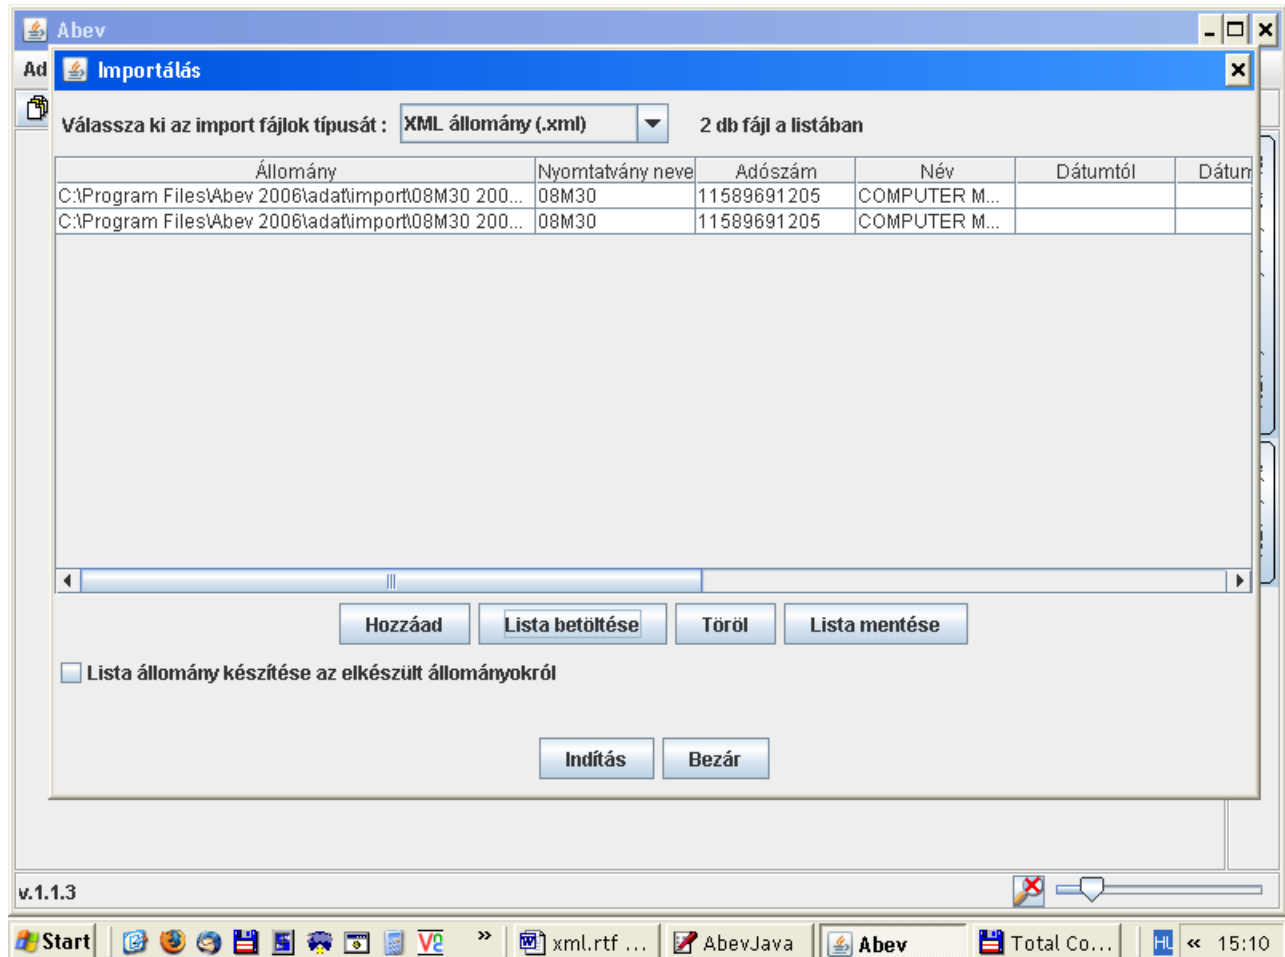 Abev
Ad
Importálás
Válassza ki az import fájlok típusát : XML állomány (.xml) 2 db fájl a listában
Állomány Nyomtatvány neve Adószám Név Dátumtól Dátum
C:\Program Files\Abev 2006\adat\import\08M30 200... 08M30 11589691205 COMPUTER M...
C:\Program Files\Abev 2006\adat\import\08M30 200... 08M30 11589691205 COMPUTER M...
Hozzáad Lista betöltése Töröl Lista mentése
Lista állomány készítése az elkészült állományokról
Indítás Bezár
v.1.1.3
Start » xml.rtf ... AbevJava Abev Total Co... HU « 15:10